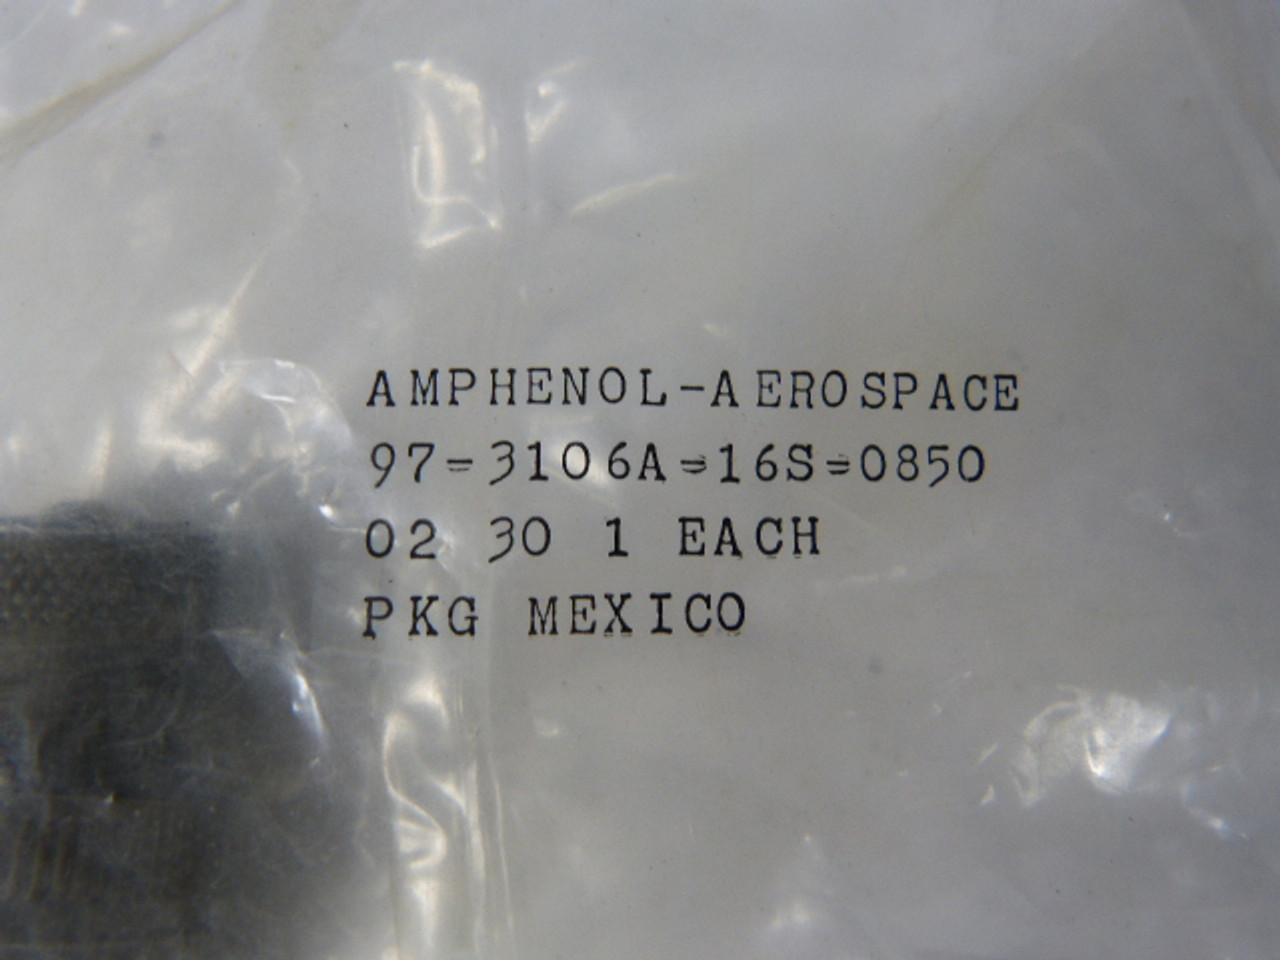 AMPHENOL-AEROSPACE
97=3106A=16S=0850
02 30 1 EACH
PKG MEXICO